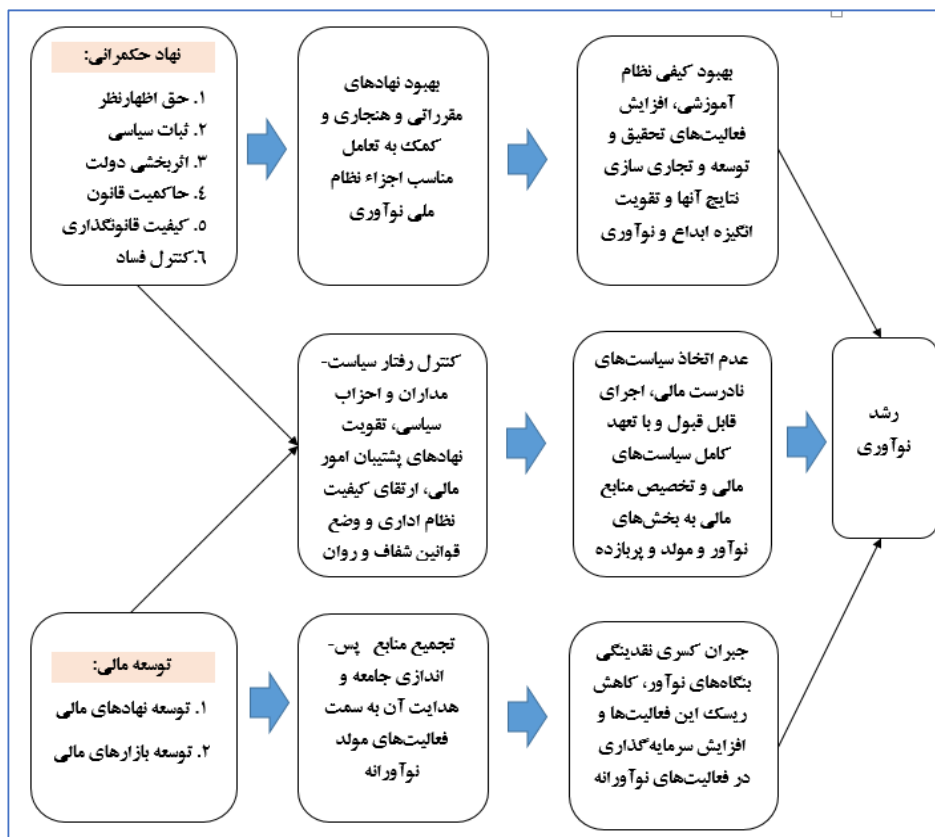 نهاد حکمرانی:
۱. حق اظهارنظر
۲. ثبات سیاسی
۳. اثربخشی دولت
۴. حاکمیت قانون
۵. کیفیت قانونگذاری
۶.کنترل فساد
بهبود نهادهای
مقرراتی و هنجاری و
کمک به تعامل
مناسب اجزاء نظام
ملی نوآوری
بهبود کیفی نظام
آموزشی، افزایش
فعالیت‌های تحقیق و
توسعه و تجاری سازی
نتایج آنها و تقویت
انگیزه ابداع و نوآوری
کنترل رفتار سیاست-
مداران و احزاب
سیاسی، تقویت
نهادهای پشتیبان امور
مالی، ارتقای کیفیت
نظام اداری و وضع
قوانین شفاف و روان
عدم اتخاذ سیاست‌های
نادرست مالی، اجرای
قابل قبول و با تعهد
کامل سیاست‌های
مالی و تخصیص منابع
مالی به بخش‌های
نوآور و مولد و پربازده
رشد
نوآوری
توسعه مالی:
۱. توسعه نهادهای مالی
۲. توسعه بازارهای مالی
تجمیع منابع پس-
اندازی جامعه و
هدایت آن به سمت
فعالیت‌های مولد
نوآورانه
جبران کسری نقدینگی
بنگاه‌های نوآور، کاهش
ریسک این فعالیت‌ها و
افزایش سرمایه‌گذاری
در فعالیت‌های نوآورانه